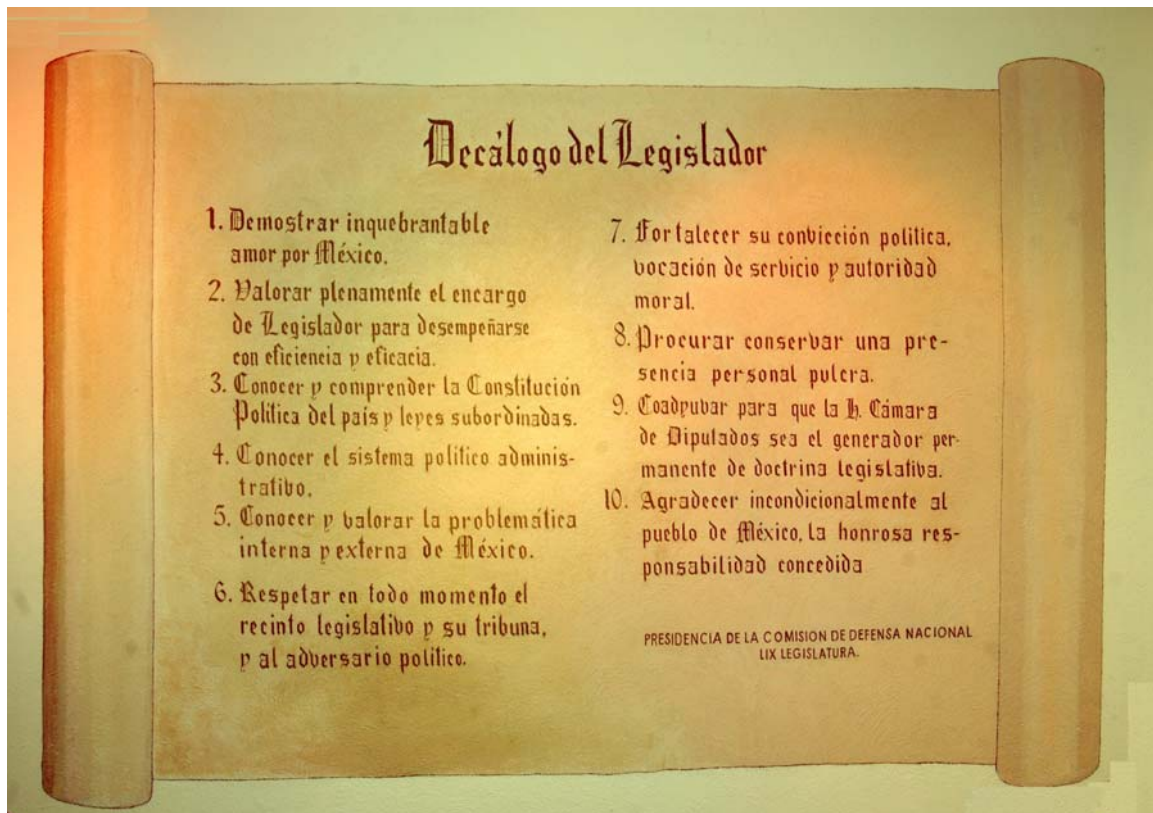 Decálogo del Legislador
1. Demostrar inquebrantable
amor por México.
2. Valorar plenamente el encargo
de Legislador para desempeñarse
con eficiencia y eficacia.
3. Conocer y comprender la Constitución
Política del país y leyes subordinadas.
4. Conocer el sistema político adminis-
trativo.
5. Conocer y valorar la problemática
interna y externa de México.
6. Respetar en todo momento el
recinto legislativo y su tribuna,
y al adversario político.
7. Fortalecer su convicción política,
vocación de servicio y autoridad
moral.
8. Procurar conservar una pre-
sencia personal pulcra.
9. Coadyuvar para que la H. Cámara
de Diputados sea el generador per-
manente de doctrina legislativa.
10. Agradecer incondicionalmente al
pueblo de México, la honrosa res-
ponsabilidad concedida
PRESIDENCIA DE LA COMISION DE DEFENSA NACIONAL
LIX LEGISLATURA.